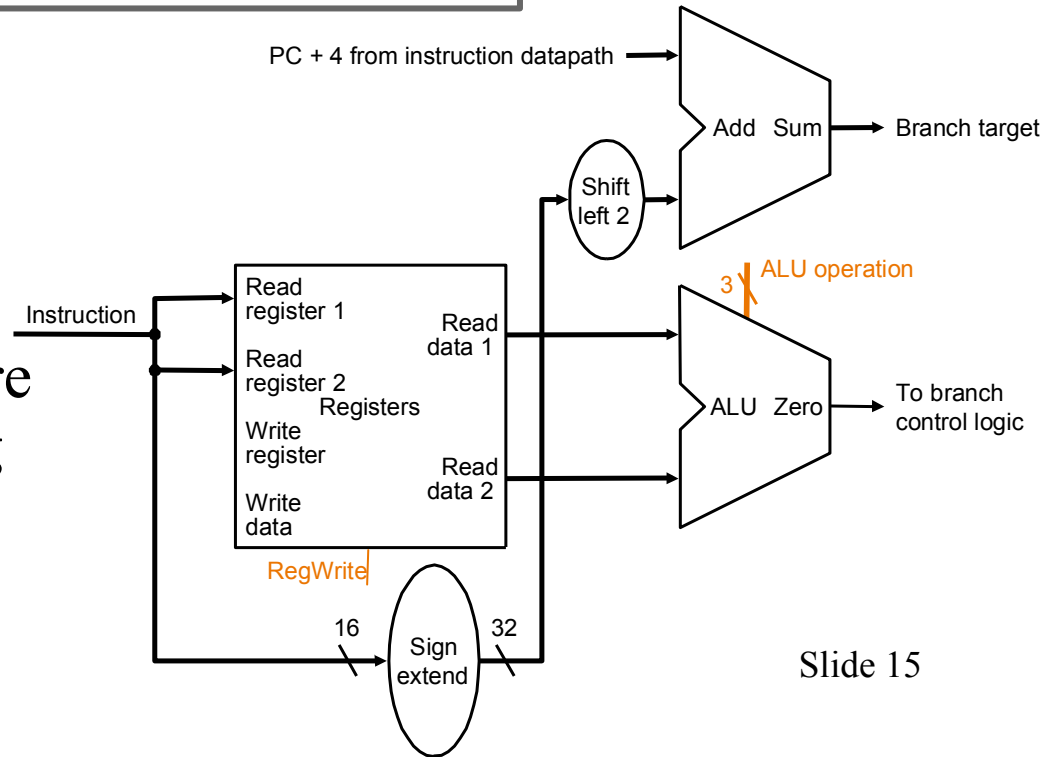 PC + 4 from instruction datapath
Add Sum
Branch target
Shift
left 2
ALU operation
3
Instruction
Read
register 1
Read
data 1
Read
register 2
Registers
Write
register
Read
data 2
Write
data
RegWrite
ALU Zero
To branch
control logic
16
Sign
extend
32
Slide 15